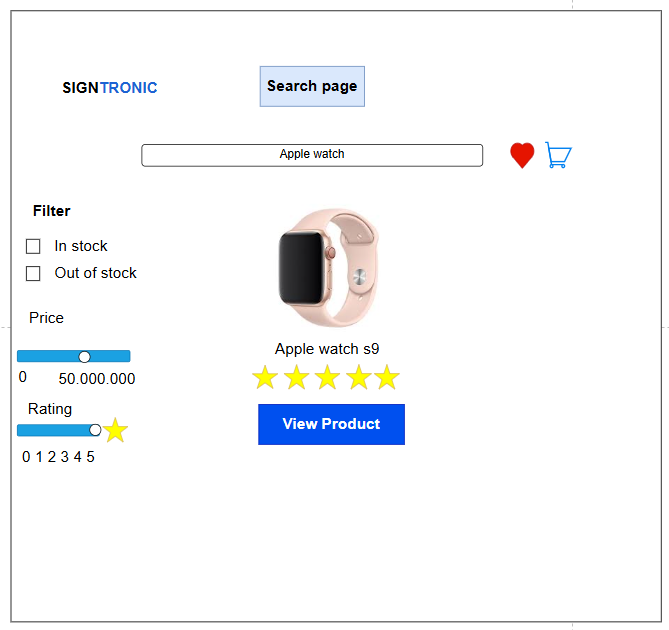 SIGNTRONIC
Search page
Apple watch
Filter
In stock
Out of stock
Price
0 50.000.000
Rating
0 1 2 3 4 5
Apple watch s9
View Product